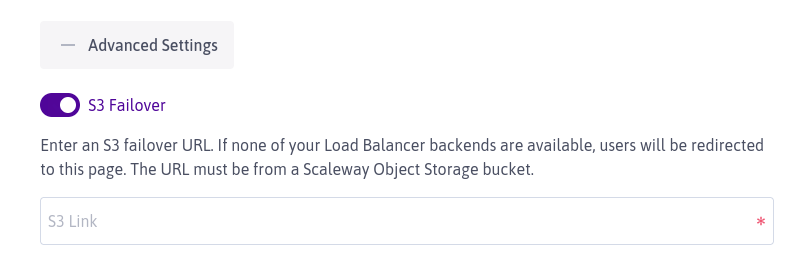 Advanced Settings
S3 Failover
Enter an S3 failover URL. If none of your Load Balancer backends are available, users will be redirected
to this page. The URL must be from a Scaleway Object Storage bucket.
S3 Link *